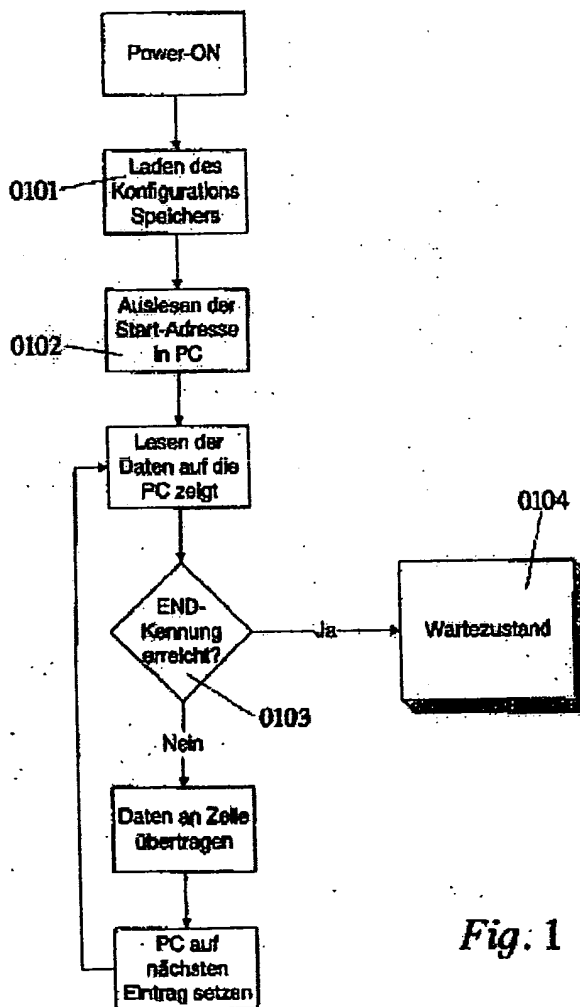 Power-ON
0101
Laden des
Konfigurations
Speichers
0102
Auslesen der
Start-Adresse
in PC
Lesen der
Daten auf die
PC zeigt
0104
END-
Kennung
erreicht?
Ja
Wartezustand
0103
Nein
Daten an Zelle
übertragen
PC auf
nächsten
Eintrag setzen
Fig. 1